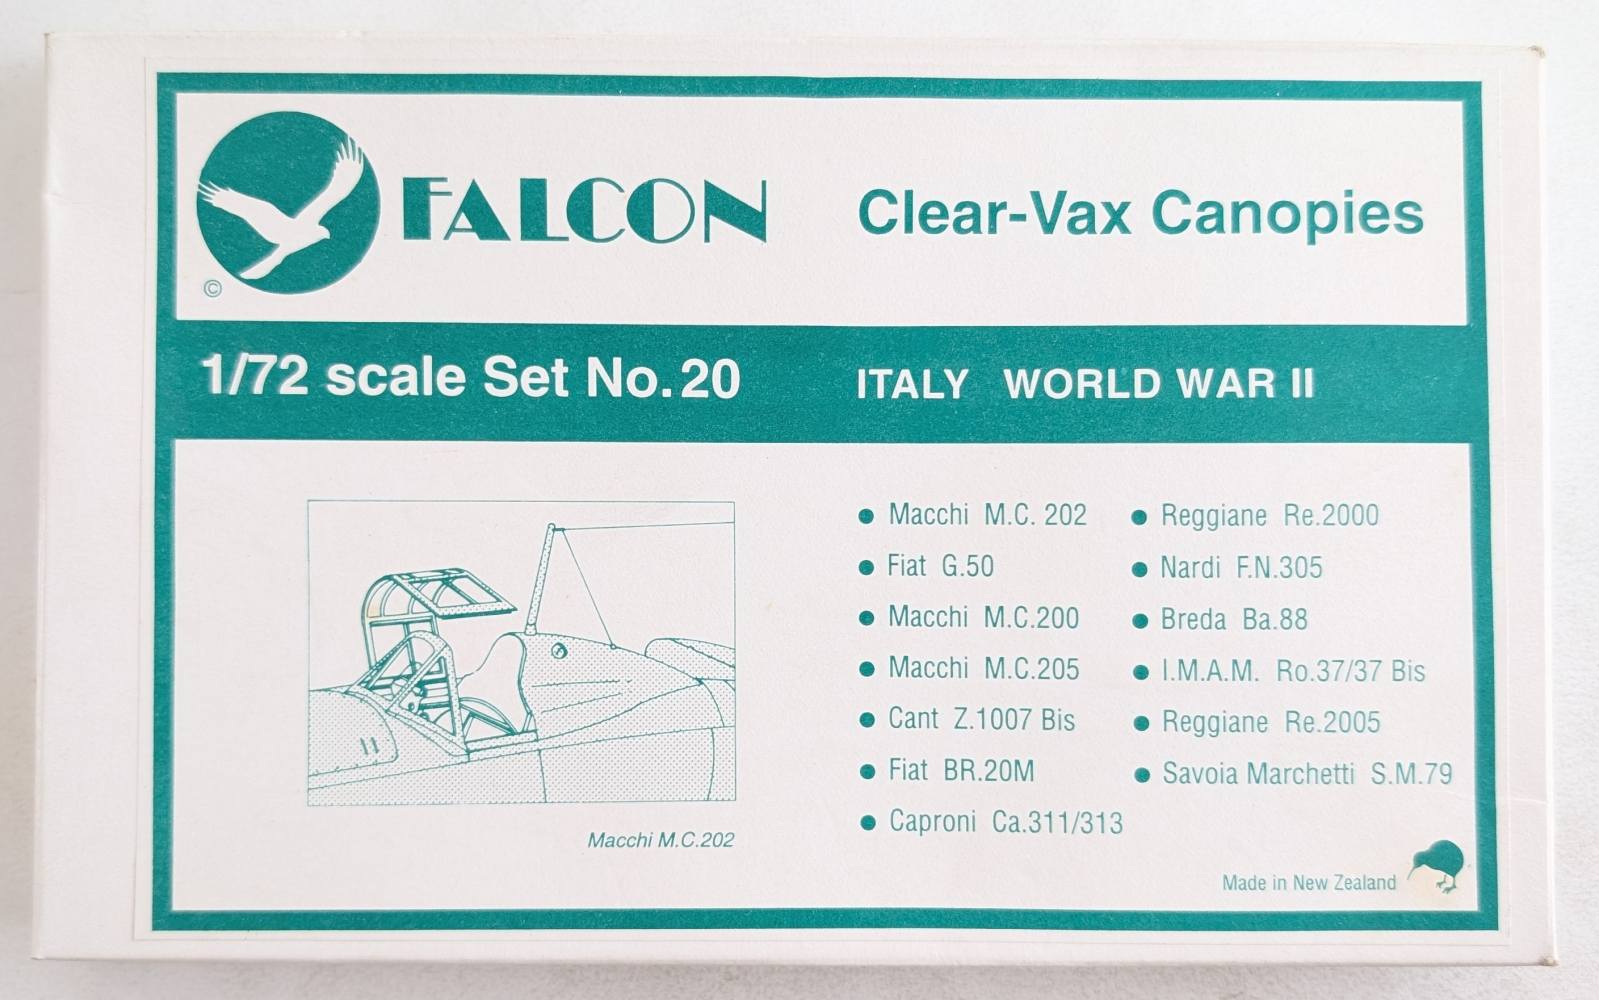 FALCON
Clear-Vax Canopies
©
1/72 scale Set No.20
ITALY WORLD WAR II
Macchi M.C.202
● Macchi M.C. 202
● Fiat G.50
● Macchi M.C.200
● Macchi M.C.205
● Cant Z.1007 Bis
● Fiat BR.20M
● Caproni Ca.311/313
● Reggiane Re.2000
● Nardi F.N.305
● Breda Ba.88
● I.M.A.M. Ro.37/37 Bis
● Reggiane Re.2005
● Savoia Marchetti S.M.79
Made in New Zealand